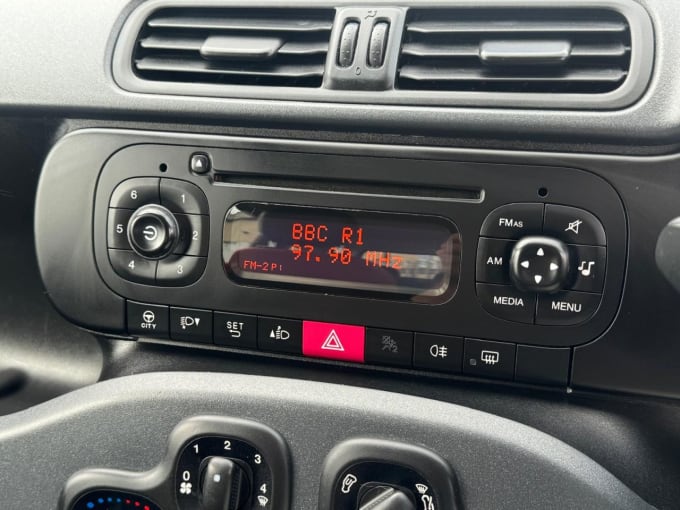 6 1
5 2
4 3
BBC R1
97.90 MHz
FM-2 P1
FMAS
AM
MEDIA MENU
CITY
SET
0 1 2 3 4
0